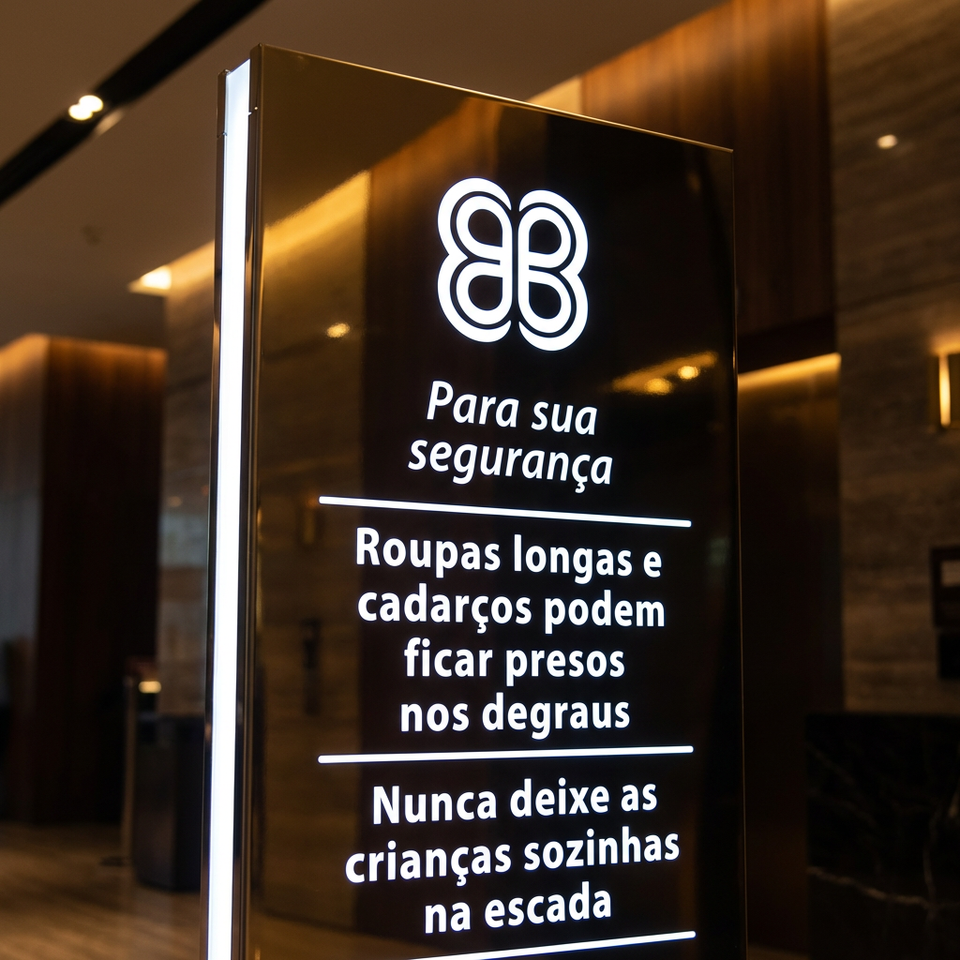 Para sua
segurança
Roupas longas e
cadarços podem
ficar presos
nos degraus
Nunca deixe as
crianças sozinhas
na escada